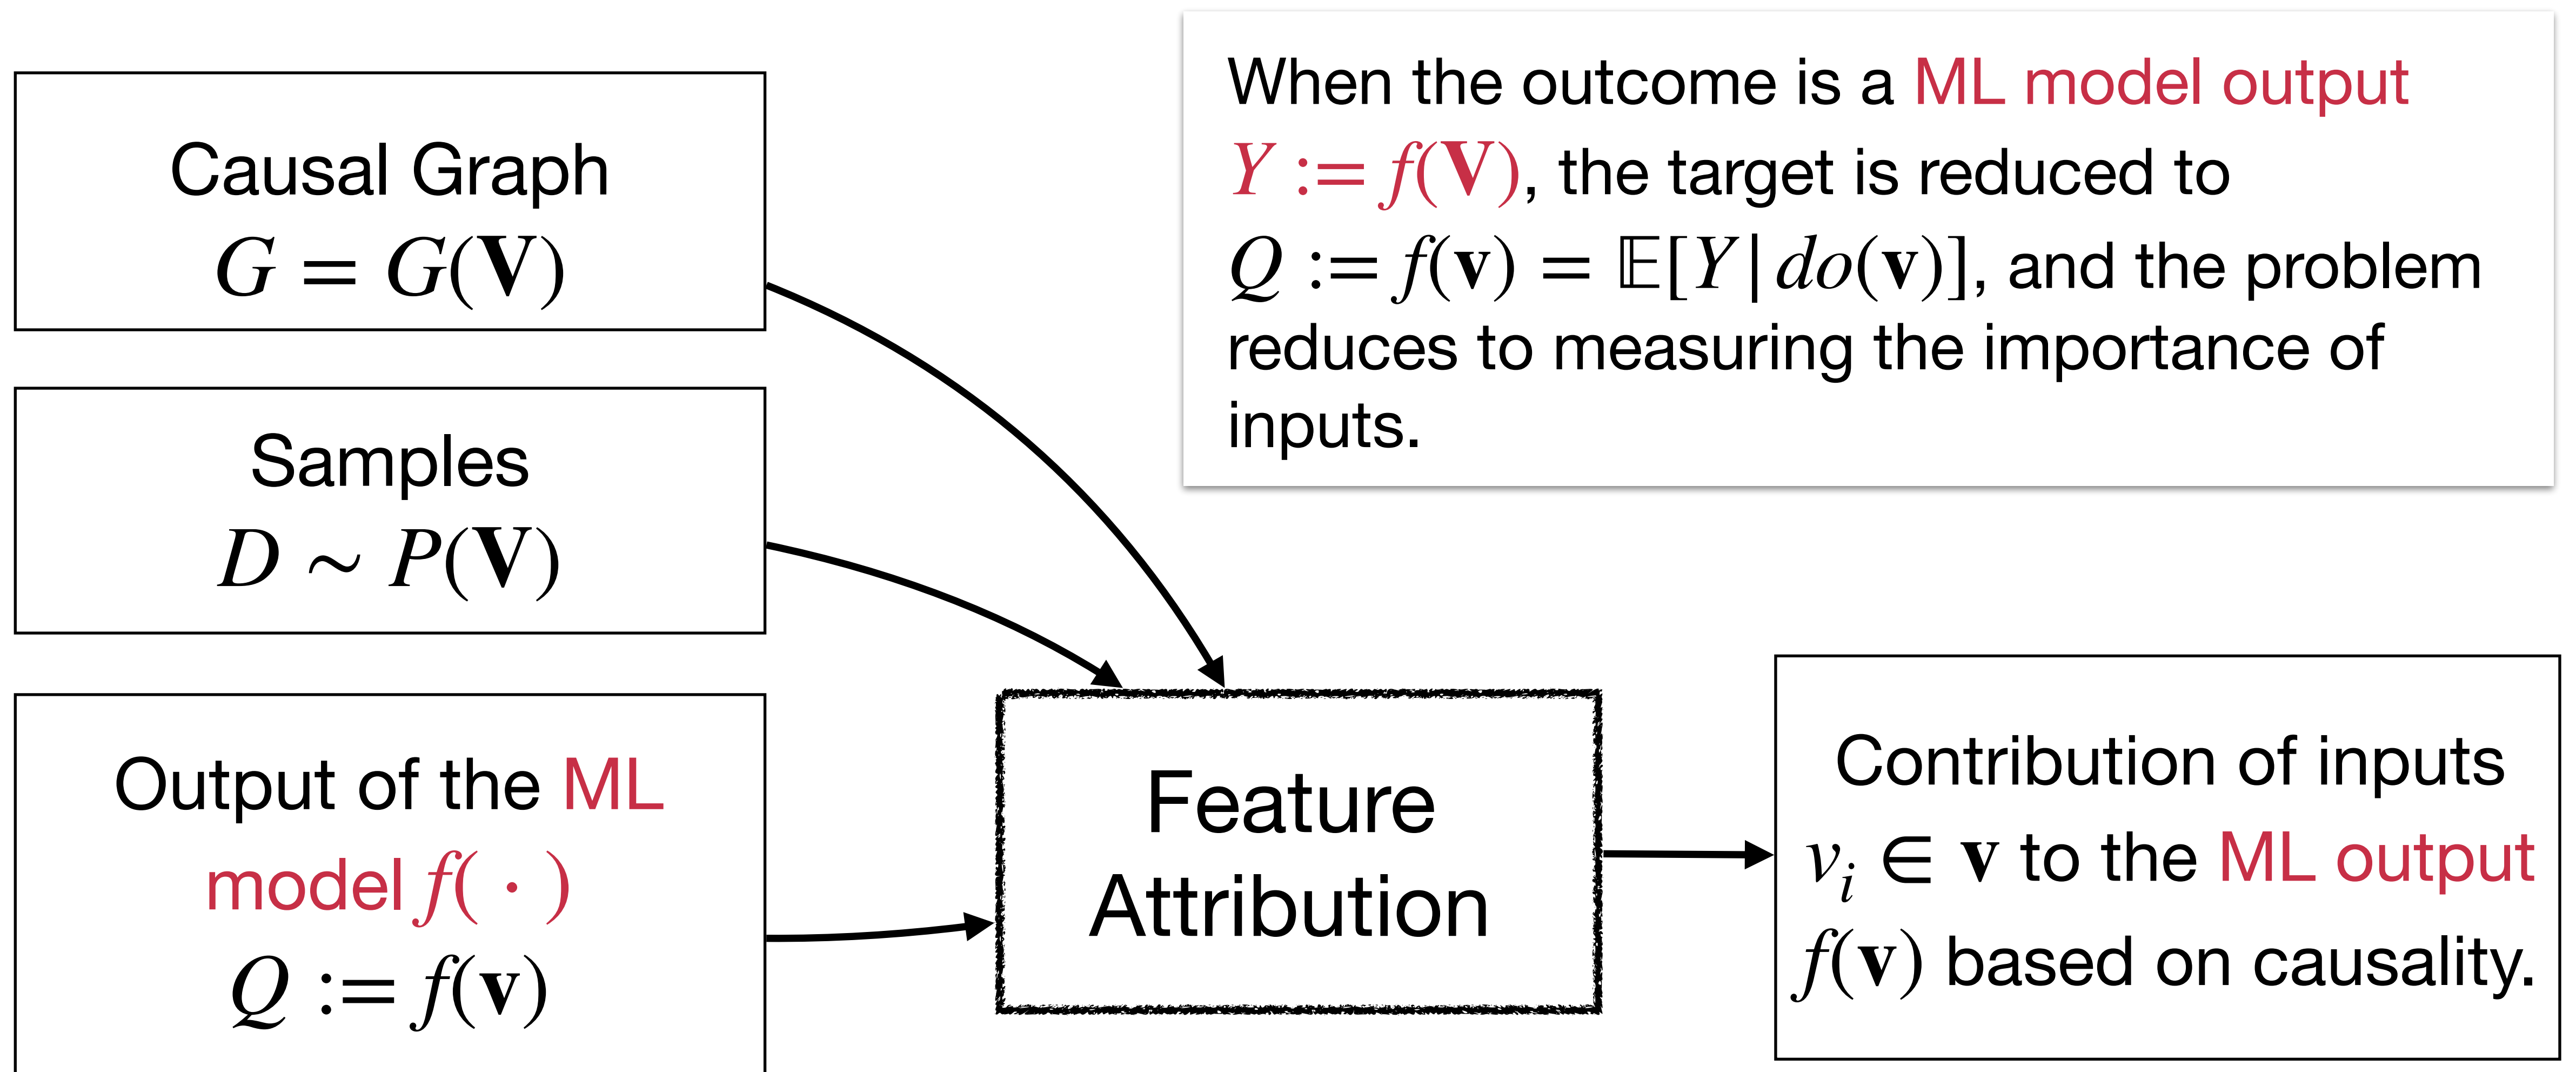 Causal Graph
G = G(V)
Samples
D ∼ P(V)
Output of the ML
model f( · )
Q := f(v)
When the outcome is a ML model output
Y := f(V), the target is reduced to
Q := f(v) = 𝔼[Y | do(v)], and the problem
reduces to measuring the importance of
inputs.
Feature
Attribution
Contribution of inputs
vᵢ ∈ v to the ML output
f(v) based on causality.